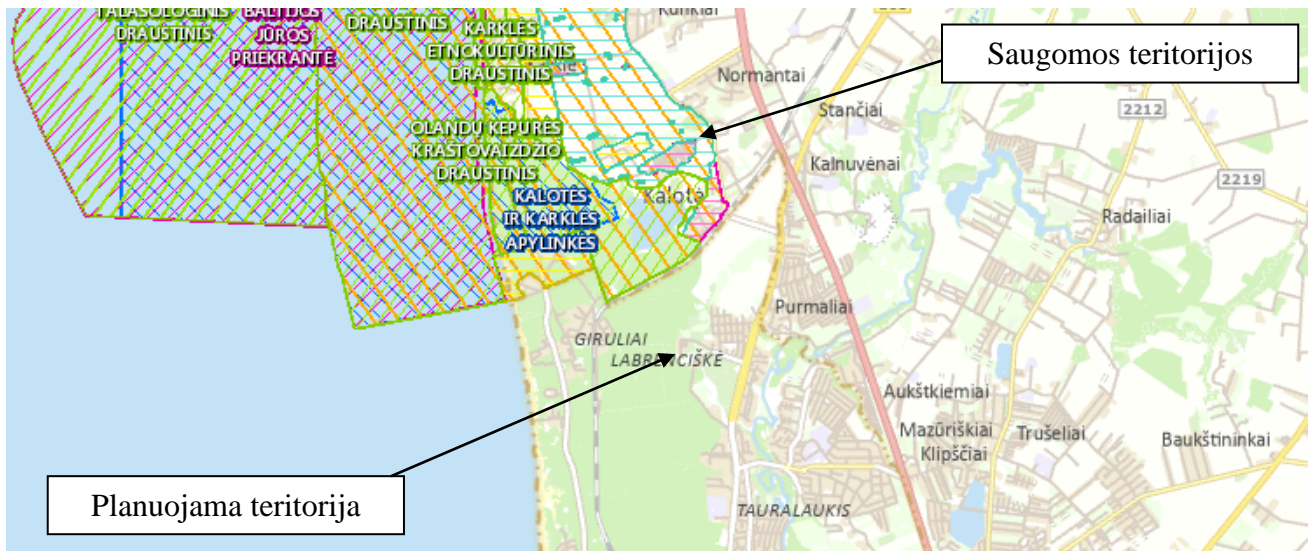 TALASOLOGINIS
DRAUSTINIS
BALTIJOS
JŪROS
PRIEKRANTĖ
DRAUSTINIS
KARKLĖS
ETNOKULTŪRINIS
DRAUSTINIS
OLANDŲ KEPURĖS
KRAŠTOVAIZDŽIO
DRAUSTINIS
KALOTĖS
IR KARKLĖS
APYLINKĖS
Kalotė
Saugomos teritorijos
Normantai
Stančiai
Kalnuvėnai
2212
2219
Radailiai
Purmaliai
GIRULIAI
LABRENCIŠKĖ
Aukštkiemiai
Mazūriškiai
Klipščiai
Trušeliai
Baukštininkai
TAURALAUKIS
Planuojama teritorija